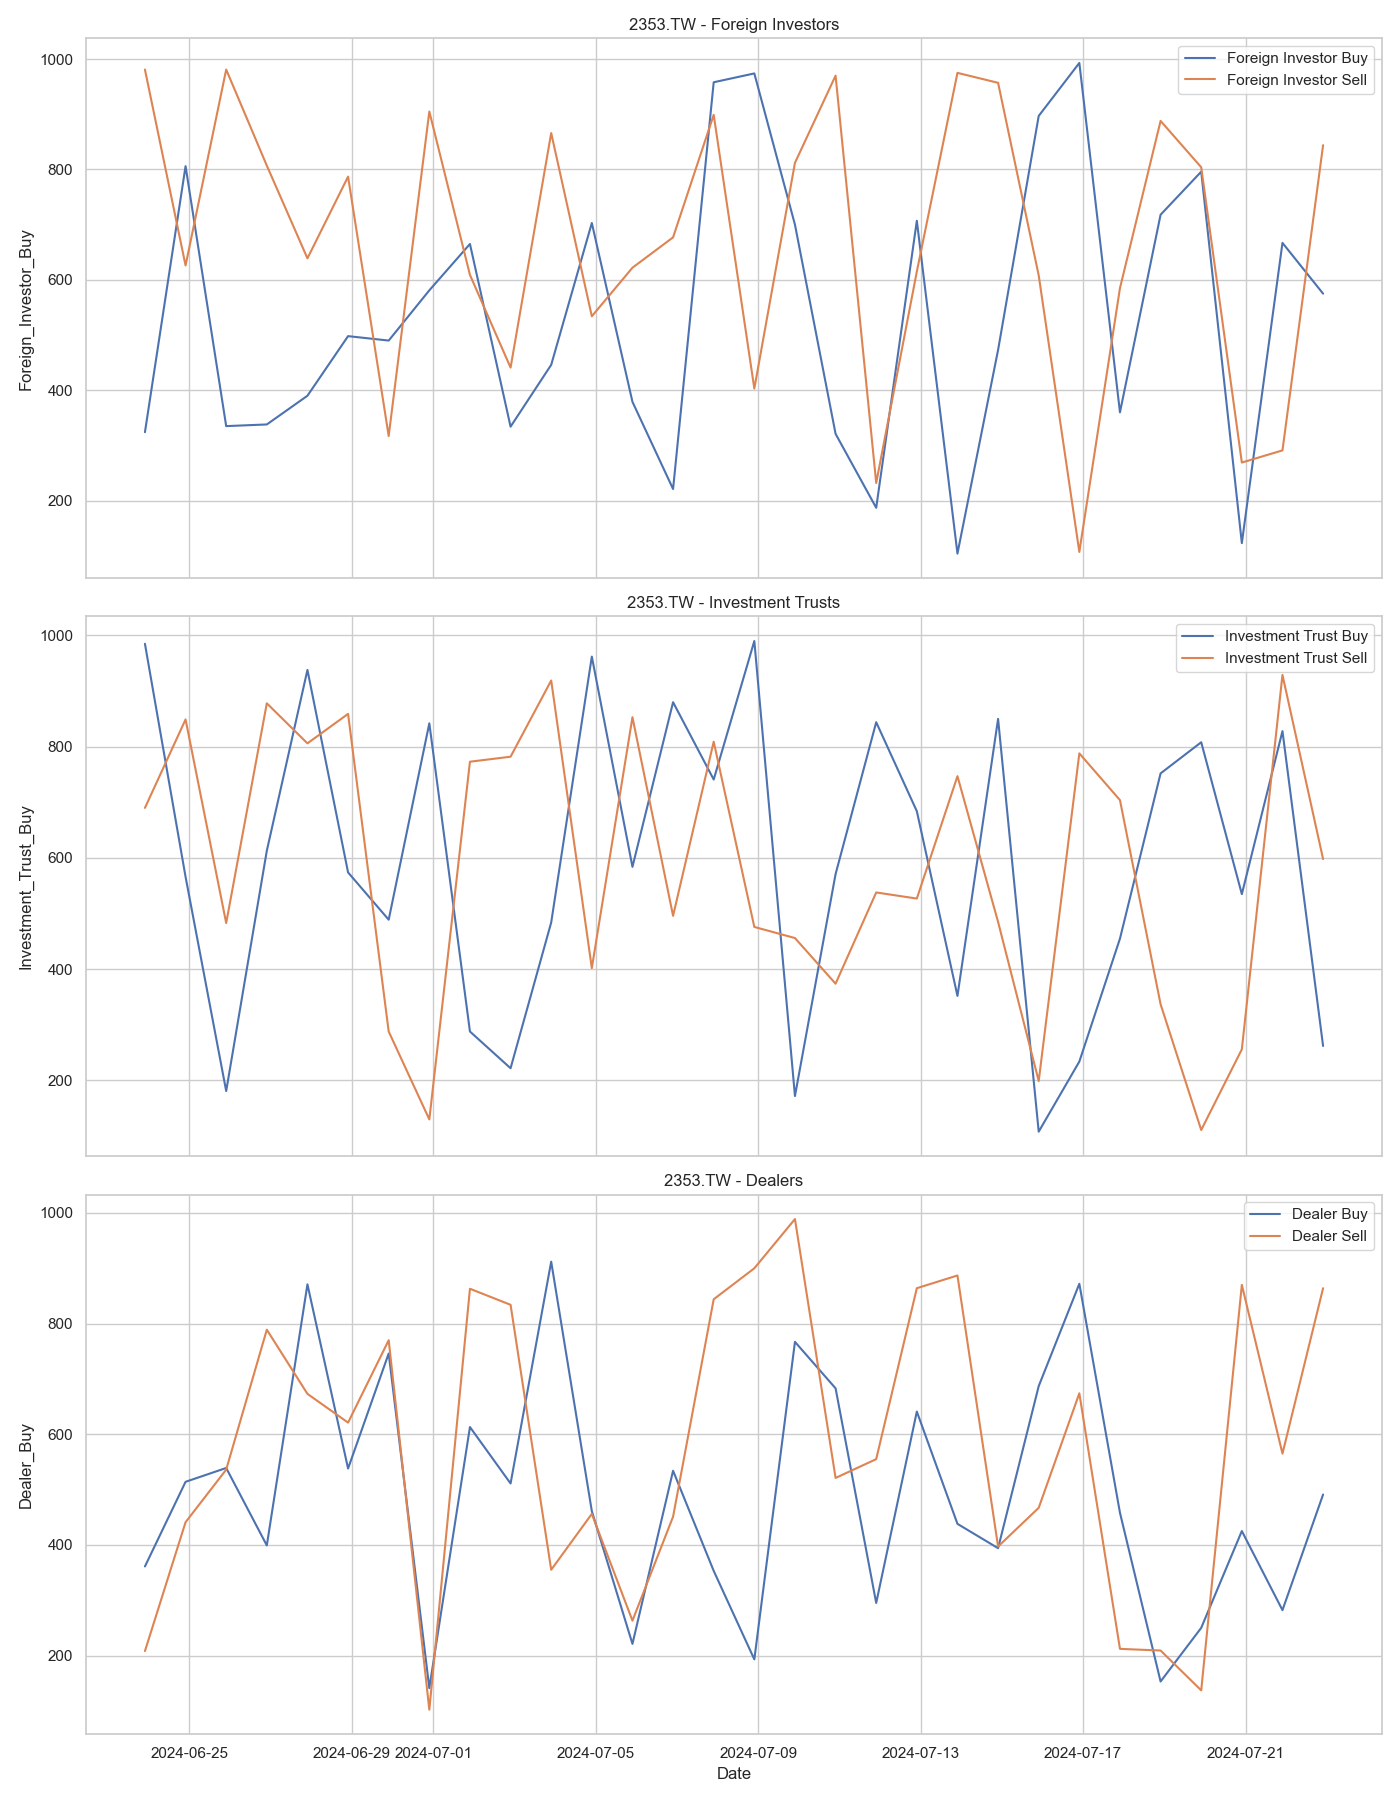 2353.TW - Foreign Investors
Foreign Investor Buy
Foreign Investor Sell
1000
800
600
400
200
Foreign_Investor_Buy
2353.TW - Investment Trusts
Investment Trust Buy
Investment Trust Sell
1000
800
600
400
200
Investment_Trust_Buy
2353.TW - Dealers
Dealer Buy
Dealer Sell
1000
800
600
400
200
Dealer_Buy
2024-06-25 2024-06-29 2024-07-01 2024-07-05 2024-07-09 2024-07-13 2024-07-17 2024-07-21
Date